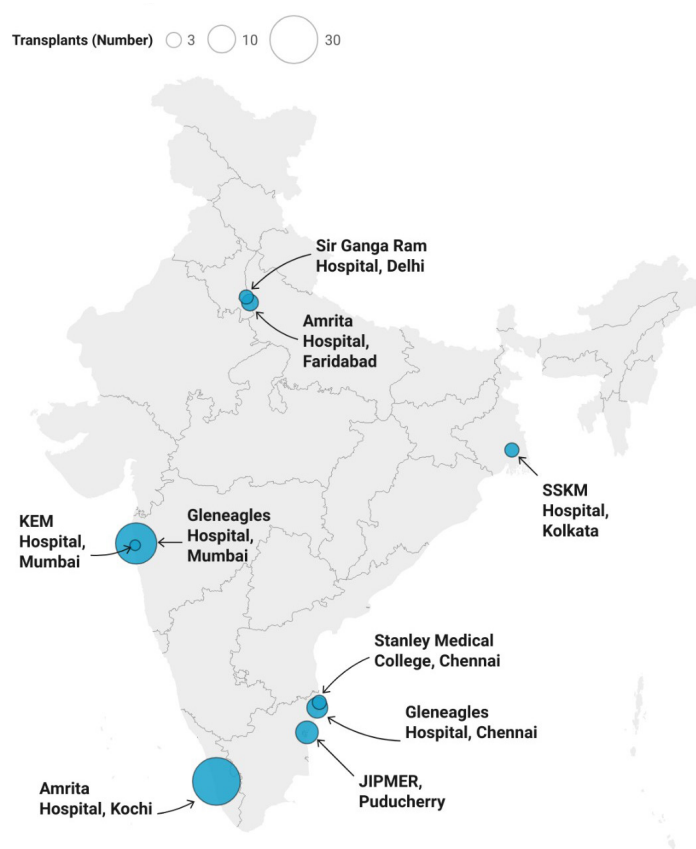 Transplants (Number) 3 10 30
Sir Ganga Ram
Hospital, Delhi
Amrita
Hospital,
Faridabad
SSKM
Hospital,
Kolkata
KEM
Hospital,
Mumbai
Gleneagles
Hospital,
Mumbai
Stanley Medical
College, Chennai
Gleneagles
Hospital, Chennai
JIPMER,
Puducherry
Amrita
Hospital, Kochi